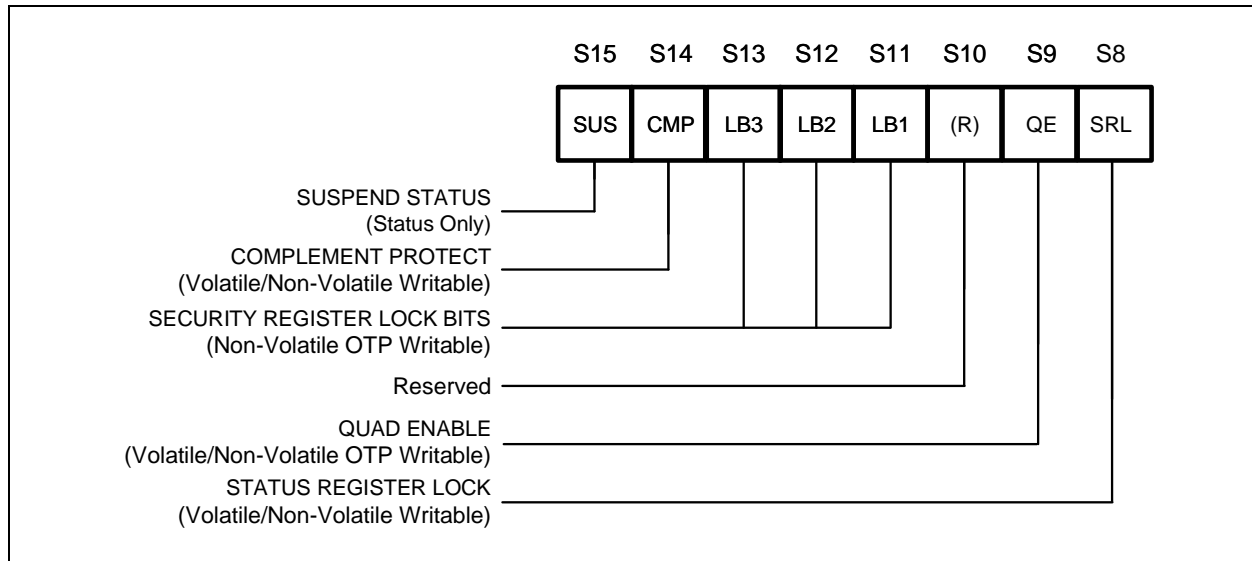 S15 S14 S13 S12 S11 S10 S9 S8
SUS CMP LB3 LB2 LB1 (R) QE SRL
SUSPEND STATUS
(Status Only)
COMPLEMENT PROTECT
(Volatile/Non-Volatile Writable)
SECURITY REGISTER LOCK BITS
(Non-Volatile OTP Writable)
Reserved
QUAD ENABLE
(Volatile/Non-Volatile OTP Writable)
STATUS REGISTER LOCK
(Volatile/Non-Volatile Writable)